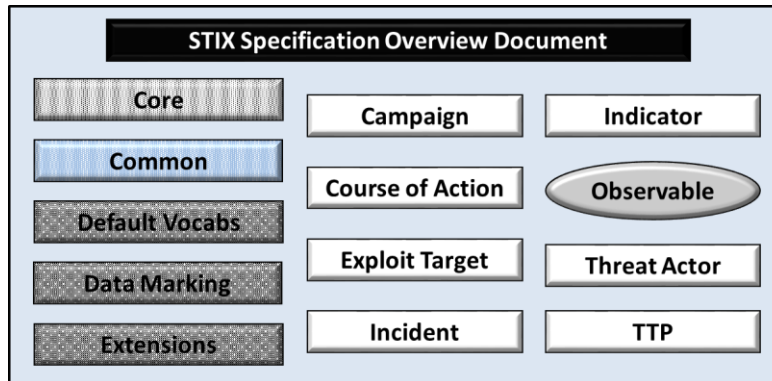 STIX Specification Overview Document
Core
Common
Default Vocabs
Data Marking
Extensions
Campaign
Course of Action
Exploit Target
Incident
Indicator
Observable
Threat Actor
TTP